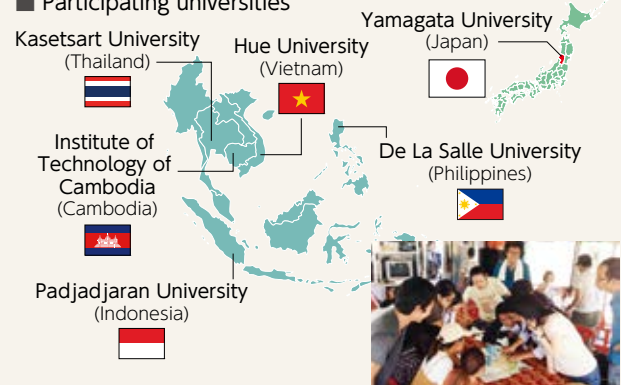 ■ Participating universities
Kasetsart University
(Thailand)
Hue University
(Vietnam)
Yamagata University
(Japan)
Institute of
Technology of
Cambodia
(Cambodia)
De La Salle University
(Philippines)
Padjadjaran University
(Indonesia)